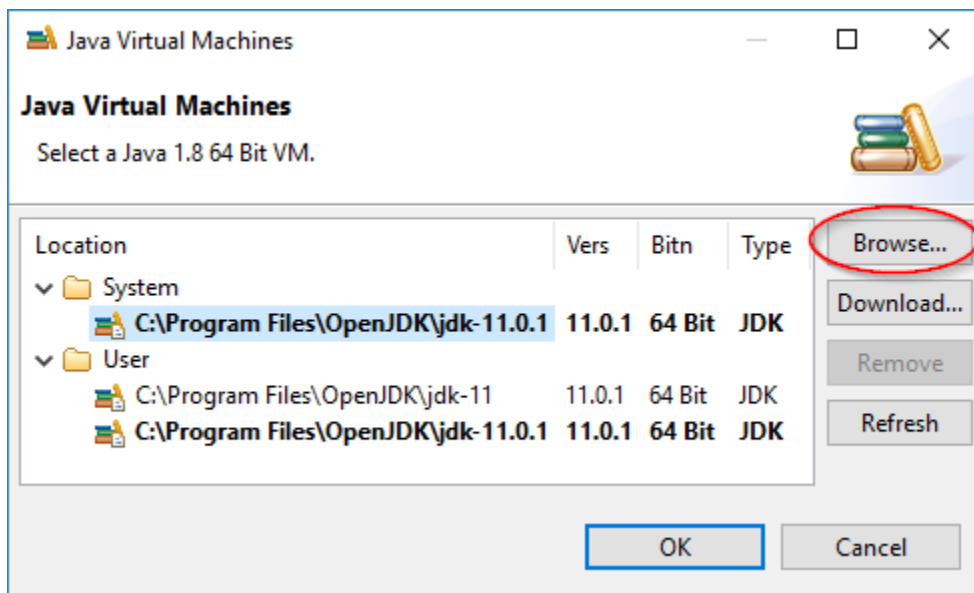 Java Virtual Machines
Java Virtual Machines
Select a Java 1.8 64 Bit VM.
Location Vers Bitn Type
System
C:\Program Files\OpenJDK\jdk-11.0.1 11.0.1 64 Bit JDK
User
C:\Program Files\OpenJDK\jdk-11 11.0.1 64 Bit JDK
C:\Program Files\OpenJDK\jdk-11.0.1 11.0.1 64 Bit JDK
Browse...
Download...
Remove
Refresh
OK Cancel